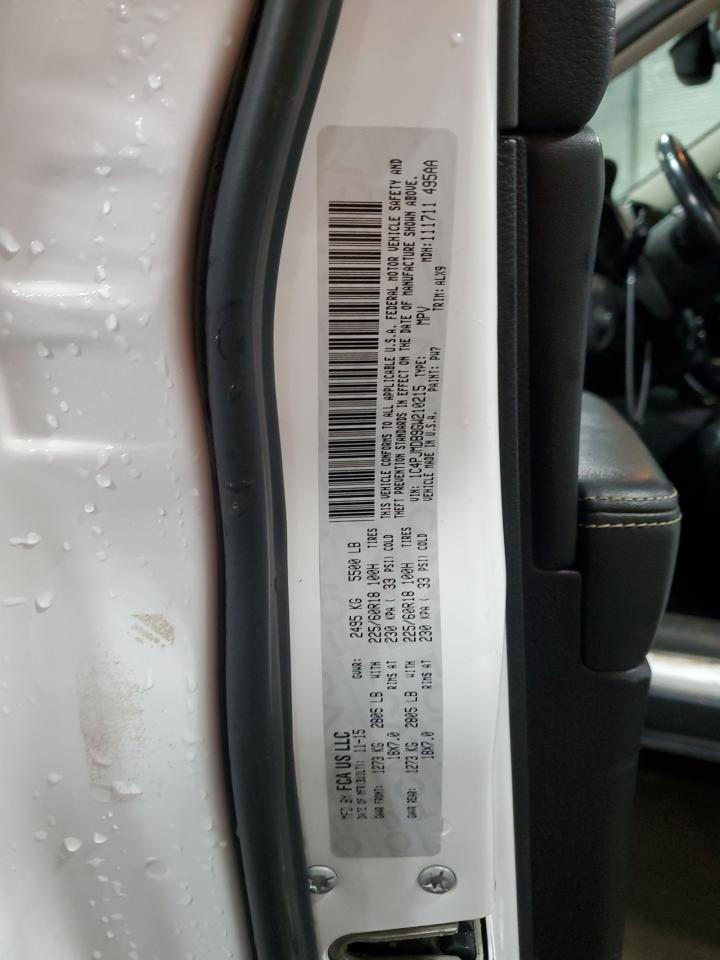 MFD BY FCA US LLC
DATE OF MFR(BUILT): 11-15 GVWR: 2495 KG 5500 LB
GAWR FRONT: 1273 KG 2805 LB WITH 225/60R18 100H TIRES
18X7.0 RIMS AT 230 KPA ( 33 PSI) COLD
GAWR REAR: 1273 KG 2805 LB WITH 225/60R18 100H TIRES
18X7.0 RIMS AT 230 KPA ( 33 PSI) COLD
THIS VEHICLE CONFORMS TO ALL APPLICABLE U.S.A. FEDERAL MOTOR VEHICLE SAFETY AND
THEFT PREVENTION STANDARDS IN EFFECT ON THE DATE OF MANUFACTURE SHOWN ABOVE.
VIN: 1C4PJMDB9GW210215 TYPE: MPV MDH: 111711 495AA
VEHICLE MADE IN U.S.A. PAINT: PW7 TRIM: ALX9